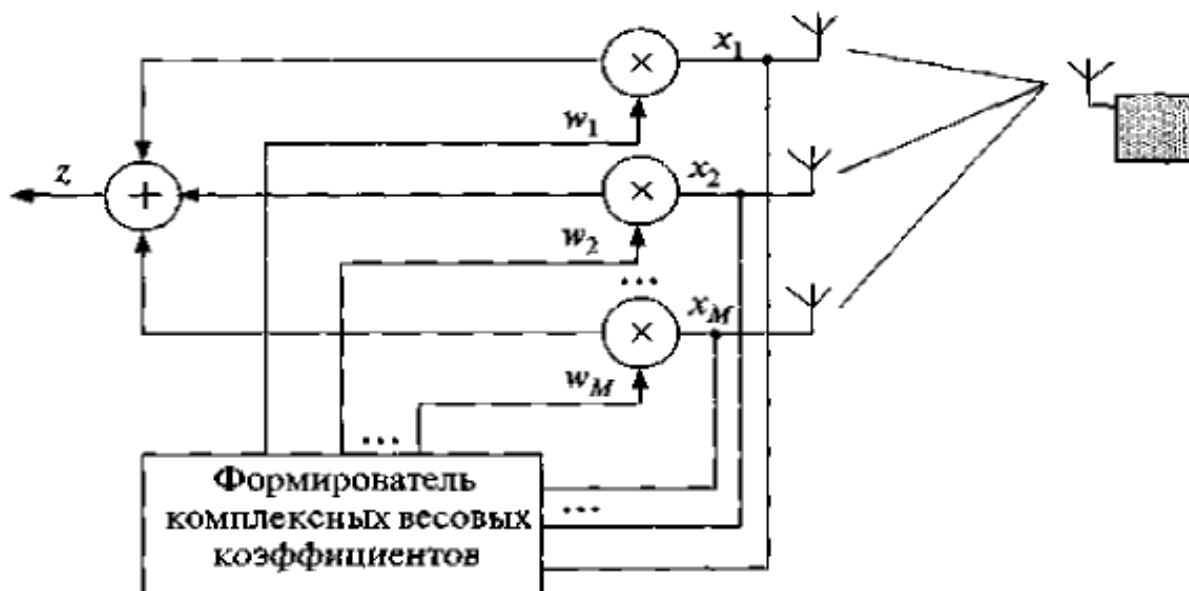 x1
w1
z
+
x2
w2
...
xM
wM
...
Формирователь
комплексных весовых
коэффициентов
...